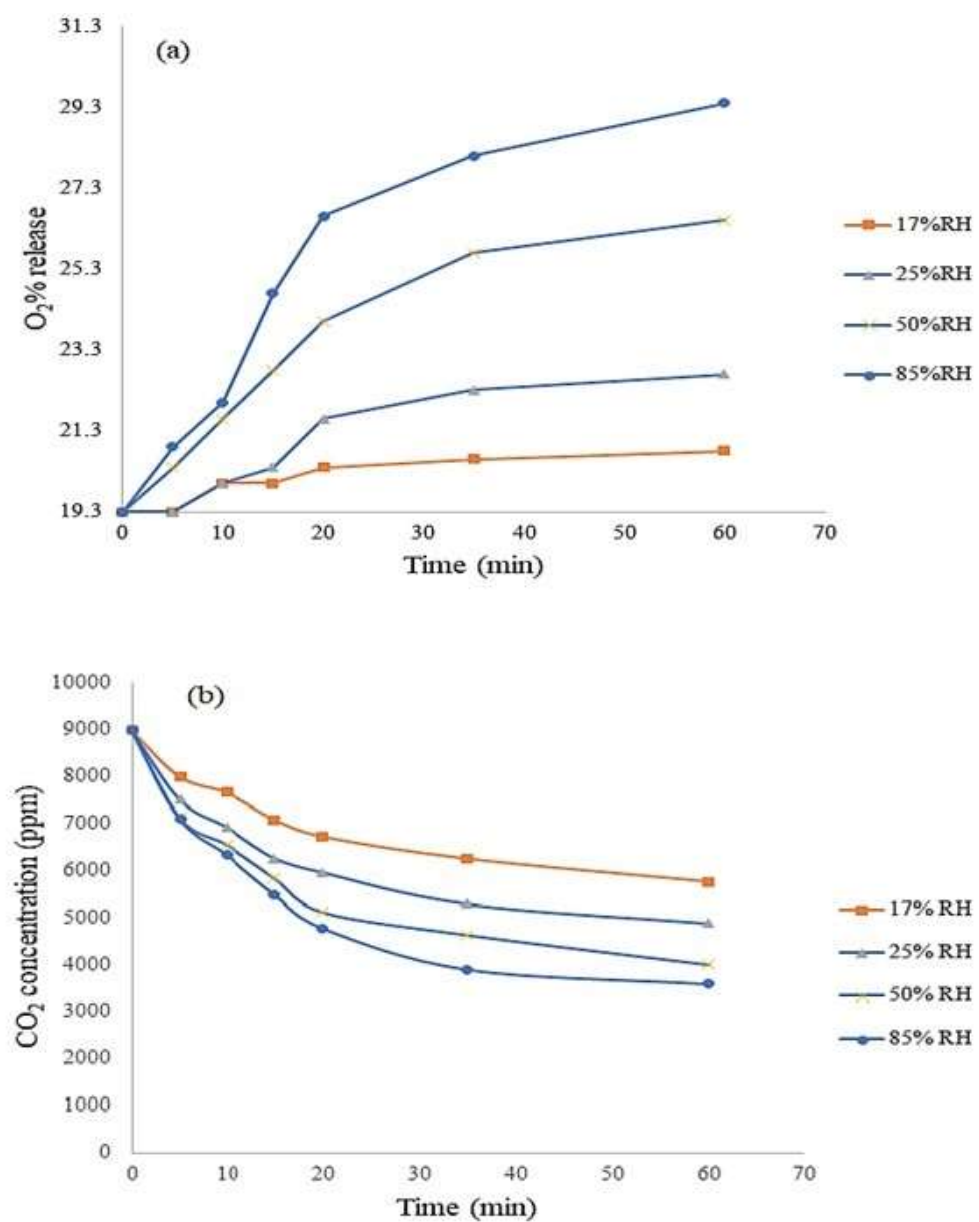 31.3
(a)
29.3
27.3
25.3
23.3
21.3
19.3
O₂% release
0 10 20 30 40 50 60 70
Time (min)
17%RH
25%RH
50%RH
85%RH
10000
(b)
9000
8000
7000
6000
5000
4000
3000
2000
1000
0
CO₂ concentration (ppm)
0 10 20 30 40 50 60 70
Time (min)
17% RH
25% RH
50% RH
85% RH